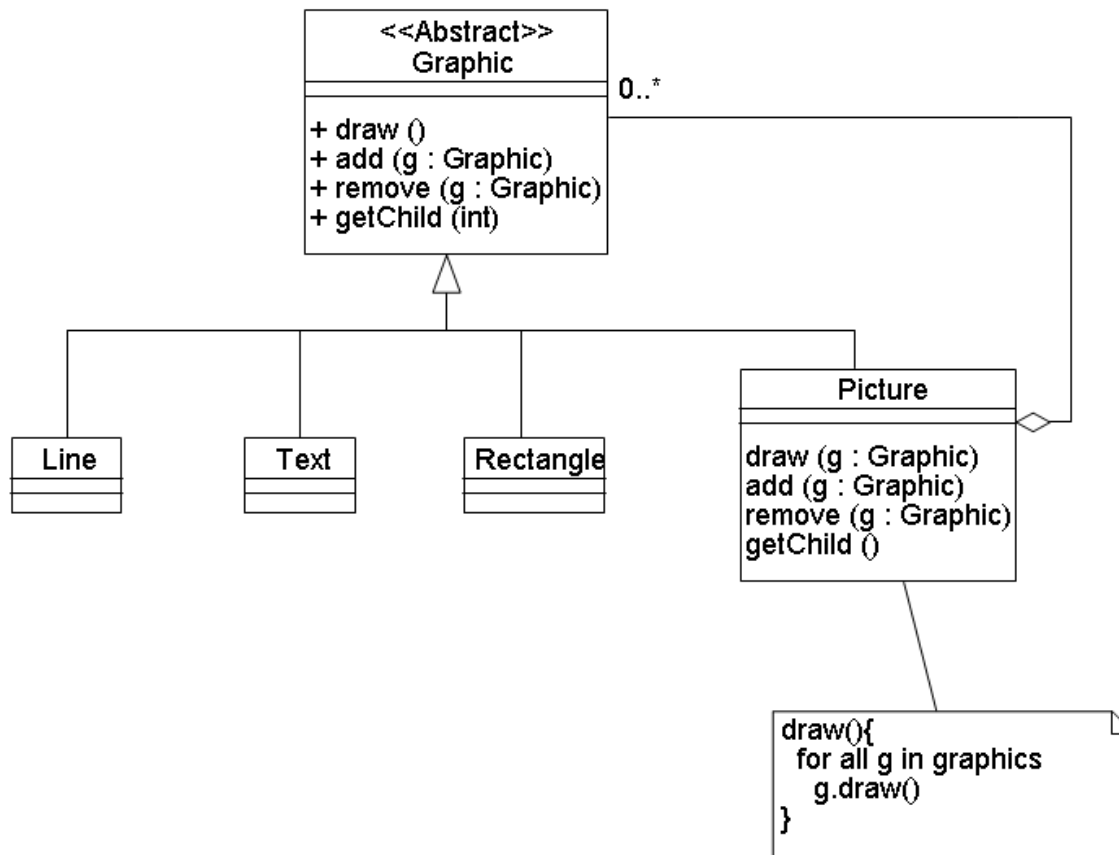 <<Abstract>>
Graphic
0..*
+ draw ()
+ add (g : Graphic)
+ remove (g : Graphic)
+ getChild (int)
Line
Text
Rectangle
Picture
draw (g : Graphic)
add (g : Graphic)
remove (g : Graphic)
getChild ()
draw(){
for all g in graphics
g.draw()
}